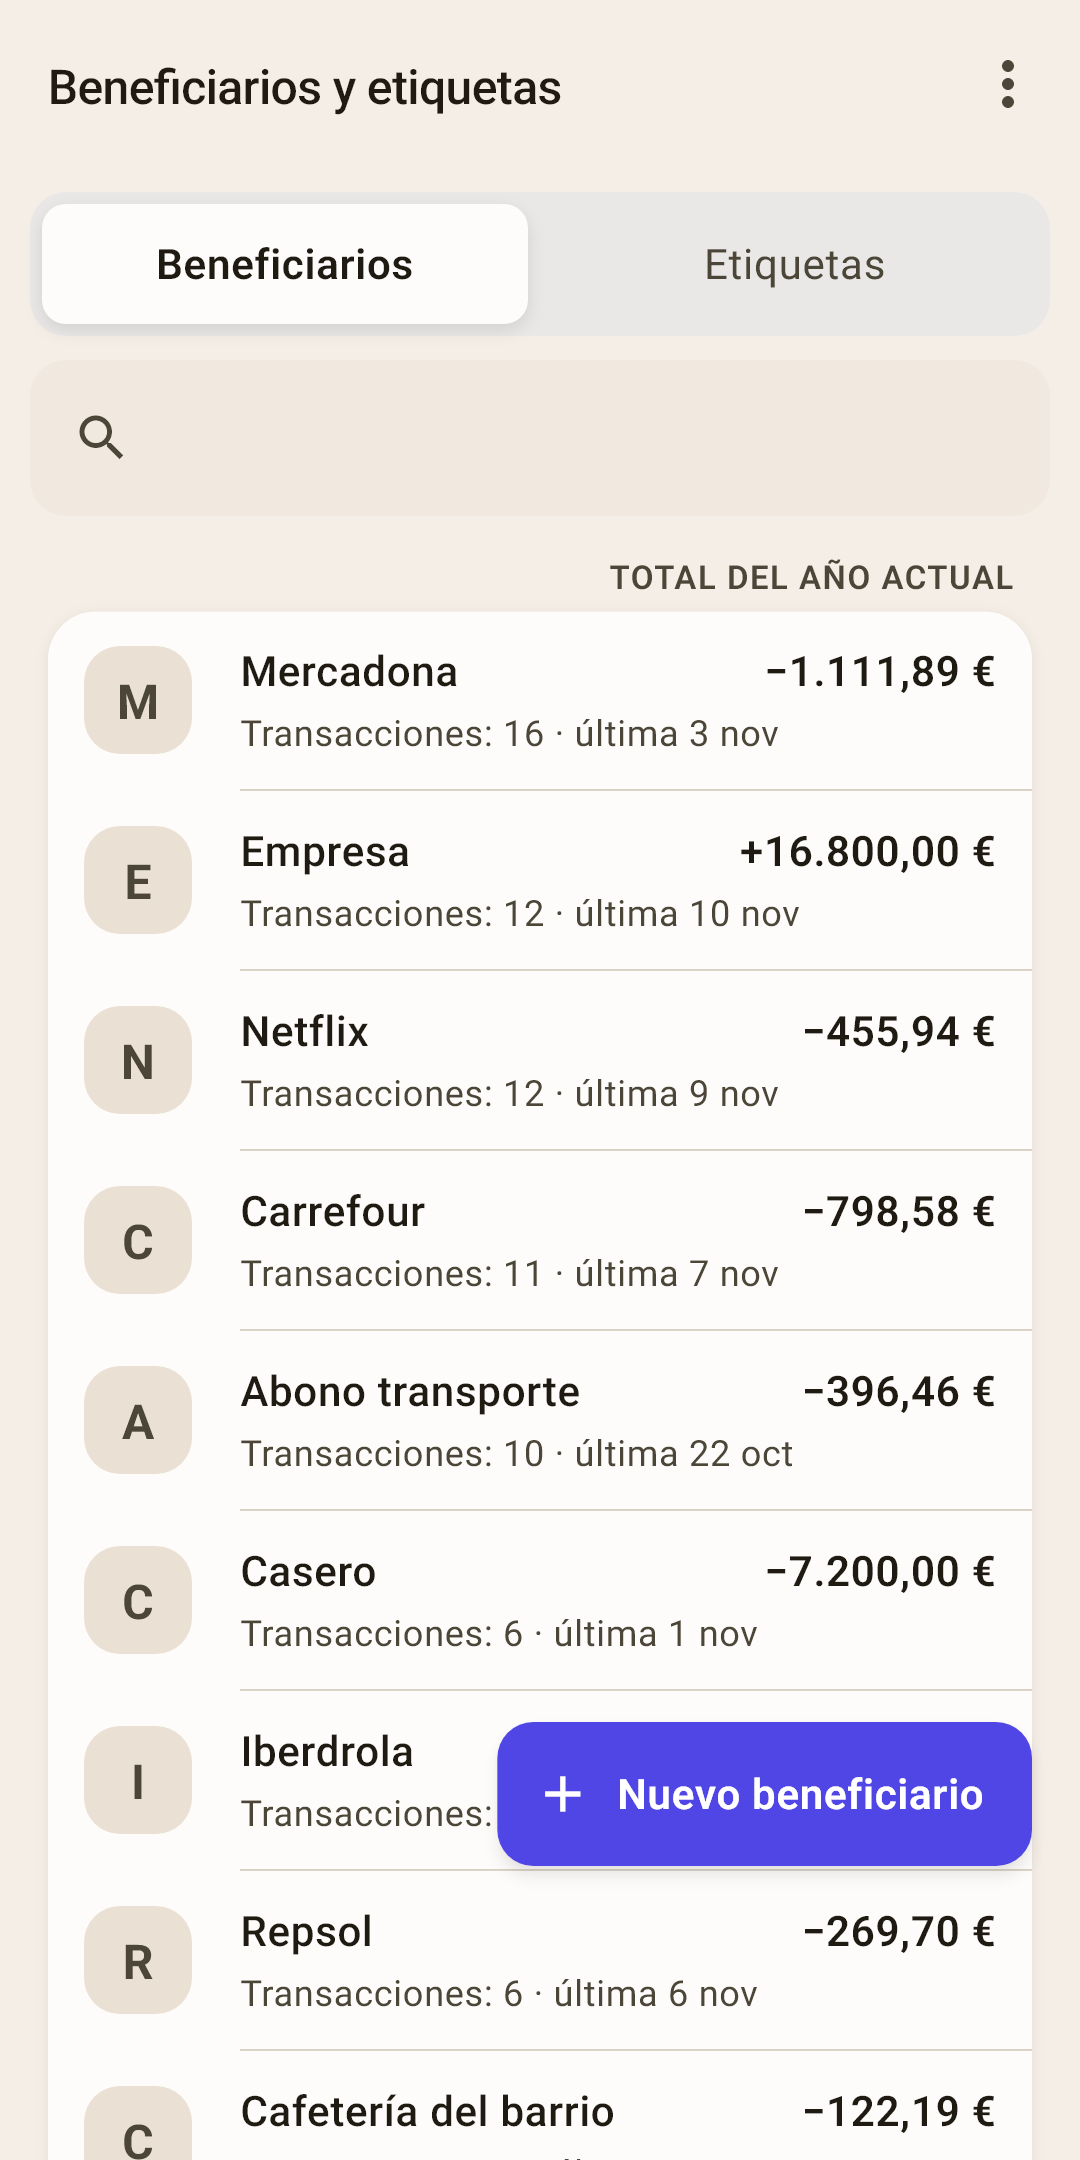 Beneficiarios y etiquetas
Beneficiarios
Etiquetas
TOTAL DEL AÑO ACTUAL
M
Mercadona
−1.111,89 €
Transacciones: 16 · última 3 nov
E
Empresa
+16.800,00 €
Transacciones: 12 · última 10 nov
N
Netflix
−455,94 €
Transacciones: 12 · última 9 nov
C
Carrefour
−798,58 €
Transacciones: 11 · última 7 nov
A
Abono transporte
−396,46 €
Transacciones: 10 · última 22 oct
C
Casero
−7.200,00 €
Transacciones: 6 · última 1 nov
I
Iberdrola
Transacciones:
Nuevo beneficiario
R
Repsol
−269,70 €
Transacciones: 6 · última 6 nov
C
Cafetería del barrio
−122,19 €